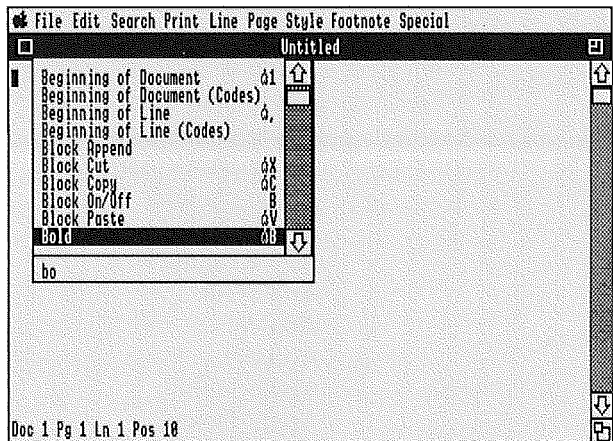 File Edit Search Print Line Page Style Footnote Special
Untitled
Beginning of Document 1
Beginning of Document (Codes)
Beginning of Line ,
Beginning of Line (Codes)
Block Append
Block Cut X
Block Copy C
Block On/Off B
Block Paste V
Bold B
bo
Doc 1 Pg 1 Ln 1 Pos 10